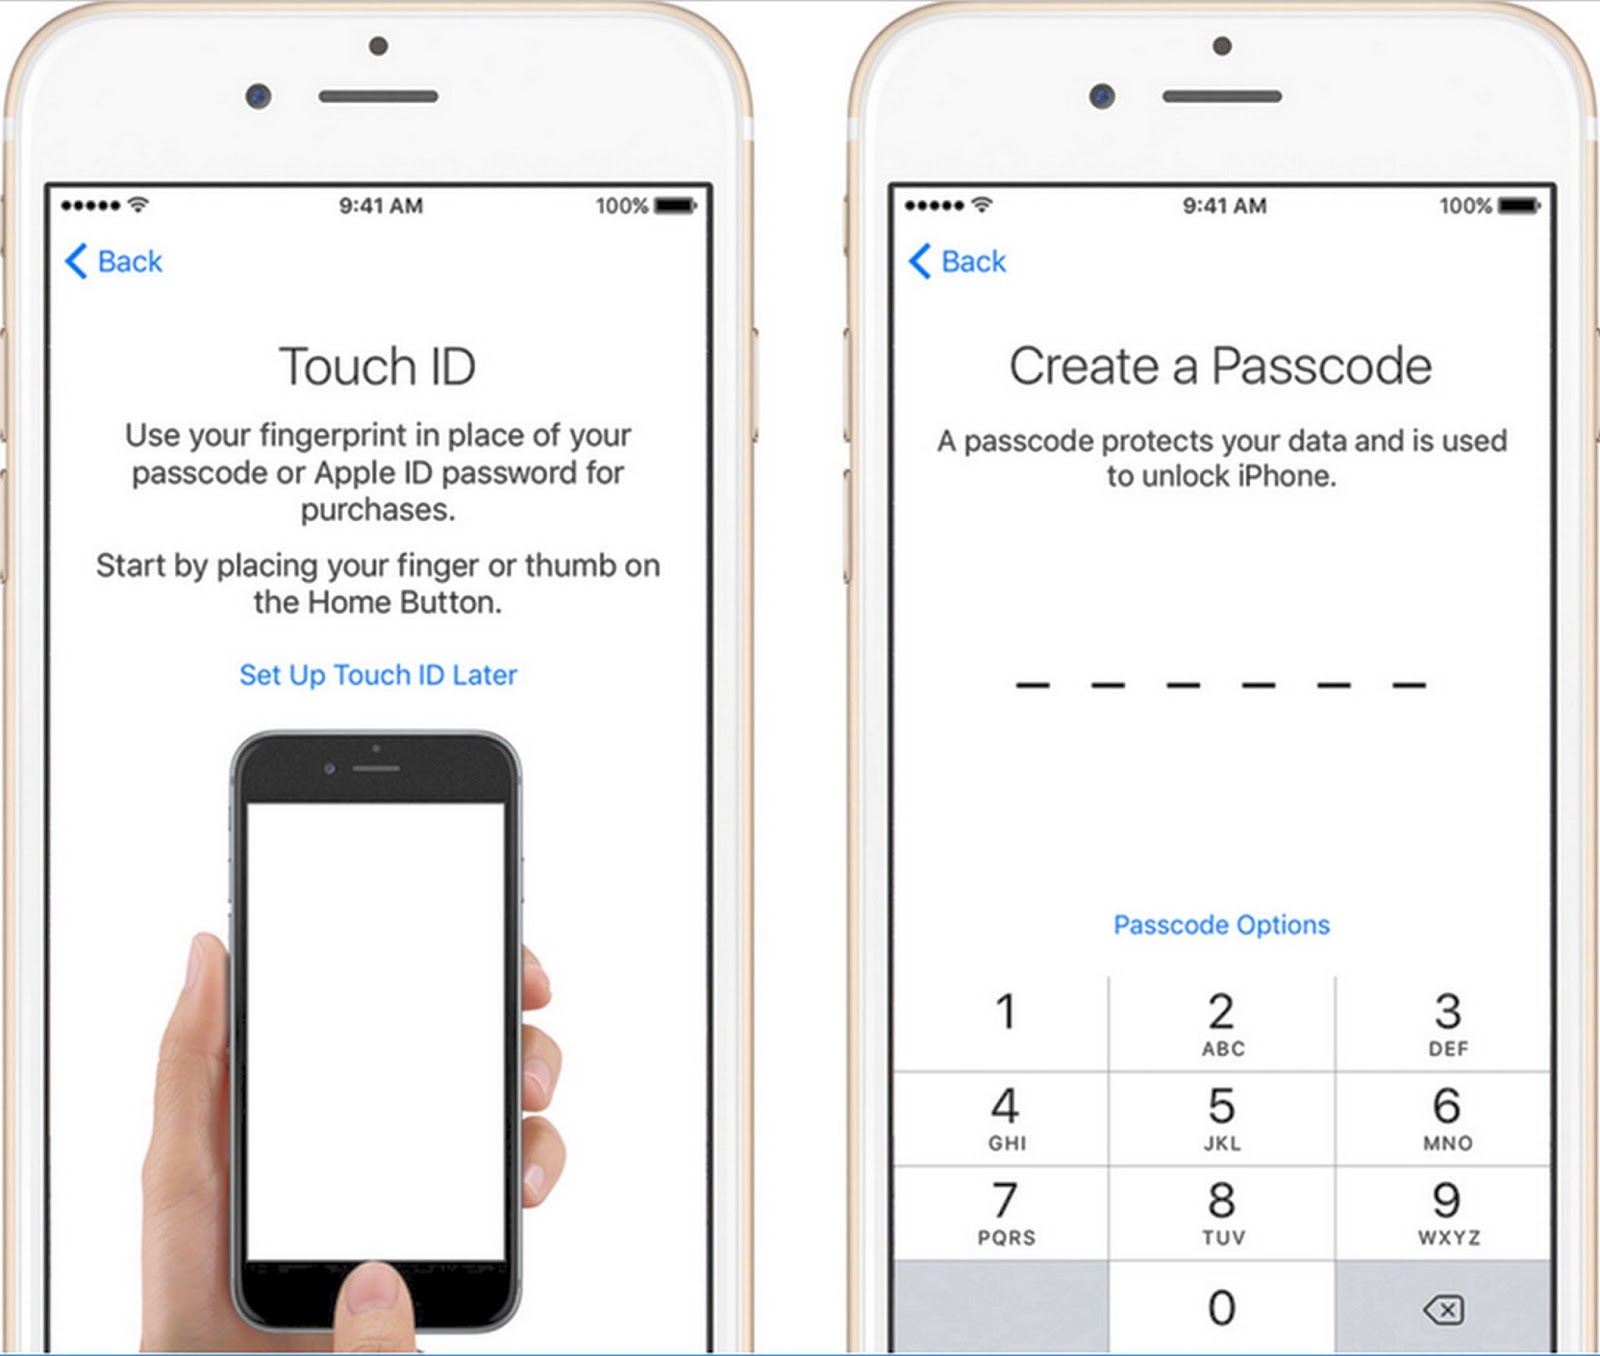 9:41 AM
100%
Back
Touch ID
Use your fingerprint in place of your
passcode or Apple ID password for
purchases.
Start by placing your finger or thumb on
the Home Button.
Set Up Touch ID Later
9:41 AM
100%
Back
Create a Passcode
A passcode protects your data and is used
to unlock iPhone.
Passcode Options
1 2 3
ABC DEF
4 5 6
GHI JKL MNO
7 8 9
PQRS TUV WXYZ
0